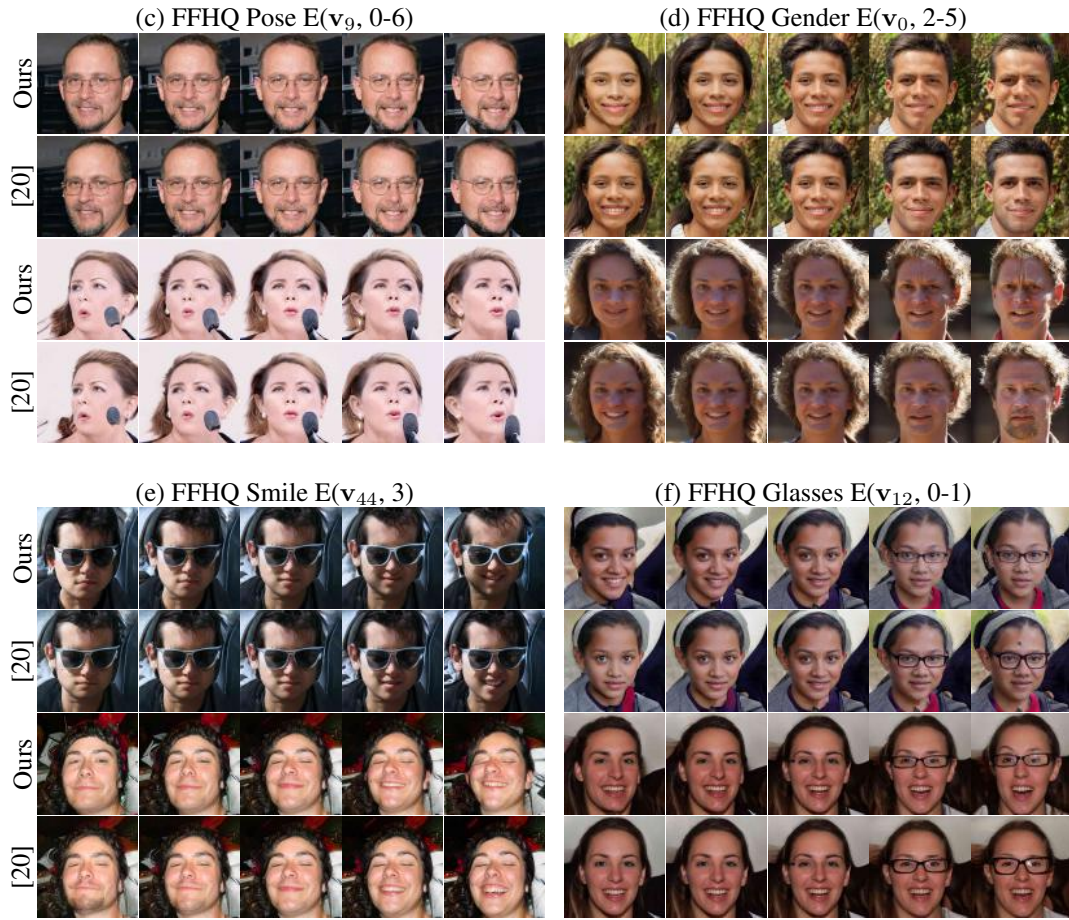 (c) FFHQ Pose E(v₉, 0-6)
Ours
[20]
Ours
[20]
(d) FFHQ Gender E(v₀, 2-5)
(e) FFHQ Smile E(v₄₄, 3)
Ours
[20]
Ours
[20]
(f) FFHQ Glasses E(v₁₂, 0-1)